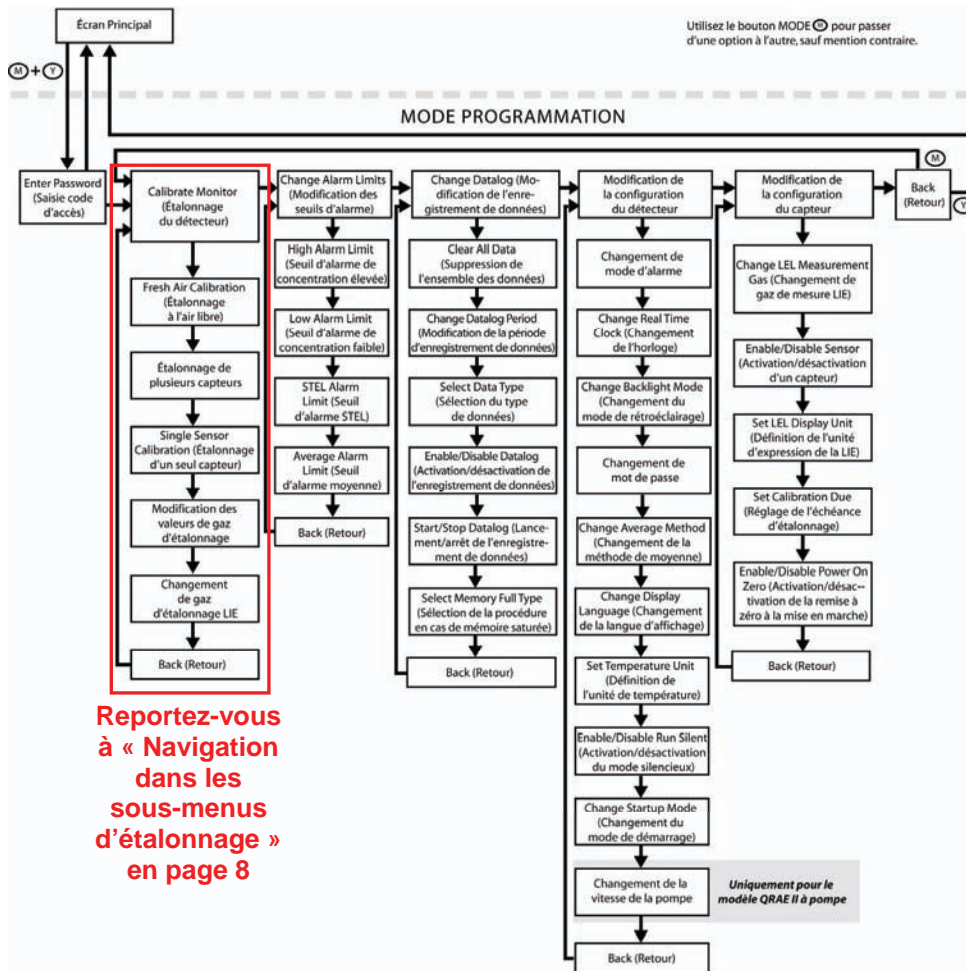 Écran Principal
Utilisez le bouton MODE Ⓜ pour passer
d'une option à l'autre, sauf mention contraire.
Ⓜ+Ⓨ
MODE PROGRAMMATION
Ⓜ
Enter Password
(Saisie code
d'accès)
Calibrate Monitor
(Étalonnage
du détecteur)
Fresh Air Calibration
(Étalonnage
à l'air libre)
Étalonnage de
plusieurs capteurs
Single Sensor
Calibration (Étalonnage
d'un seul capteur)
Modification des
valeurs de gaz
d'étalonnage
Changement
de gaz
d'étalonnage LIE
Back (Retour)
Reportez-vous
à « Navigation
dans les
sous-menus
d'étalonnage »
en page 8
Change Alarm Limits
(Modification des
seuils d'alarme)
High Alarm Limit
(Seuil d'alarme de
concentration élevée)
Low Alarm Limit
(Seuil d'alarme de
concentration faible)
STEL Alarm
Limit (Seuil
d'alarme STEL)
Average Alarm
Limit (Seuil
d'alarme moyenne)
Back (Retour)
Change Datalog (Mo-
dification de l'enre-
gistrement de données)
Clear All Data
(Suppression de
l'ensemble des données)
Change Datalog Period
(Modification de la période
d'enregistrement de données)
Select Data Type
(Sélection du type
de données)
Enable/Disable Datalog
(Activation/désactivation de
l'enregistrement de données)
Start/Stop Datalog (Lance-
ment/arrêt de l'enregistre-
ment de données)
Select Memory Full Type
(Sélection de la procédure
en cas de mémoire saturée)
Back (Retour)
Modification de
la configuration
du détecteur
Changement de
mode d'alarme
Change Real Time
Clock (Changement
de l'horloge)
Change Backlight Mode
(Changement du
mode de rétroéclairage)
Changement de
mot de passe
Change Average Method
(Changement de la
méthode de moyenne)
Change Display
Language (Changement
de la langue d'affichage)
Set Temperature Unit
(Définition de
l'unité de température)
Enable/Disable Run Silent
(Activation/désactivation
du mode silencieux)
Change Startup Mode
(Changement du
mode de démarrage)
Changement de la
vitesse de la pompe
Uniquement pour le
modèle QRAE II à pompe
Back (Retour)
Modification de
la configuration
du capteur
Change LEL Measurement
Gas (Changement de
gaz de mesure LIE)
Enable/Disable Sensor
(Activation/désactivation
d'un capteur)
Set LEL Display Unit
(Définition de l'unité
d'expression de la LIE)
Set Calibration Due
(Réglage de l'échéance
d'étalonnage)
Enable/Disable Power On
Zero (Activation/désac--
tivation de la remise à
zéro à la mise en marche)
Back (Retour)
Back
(Retour)
Ⓨ